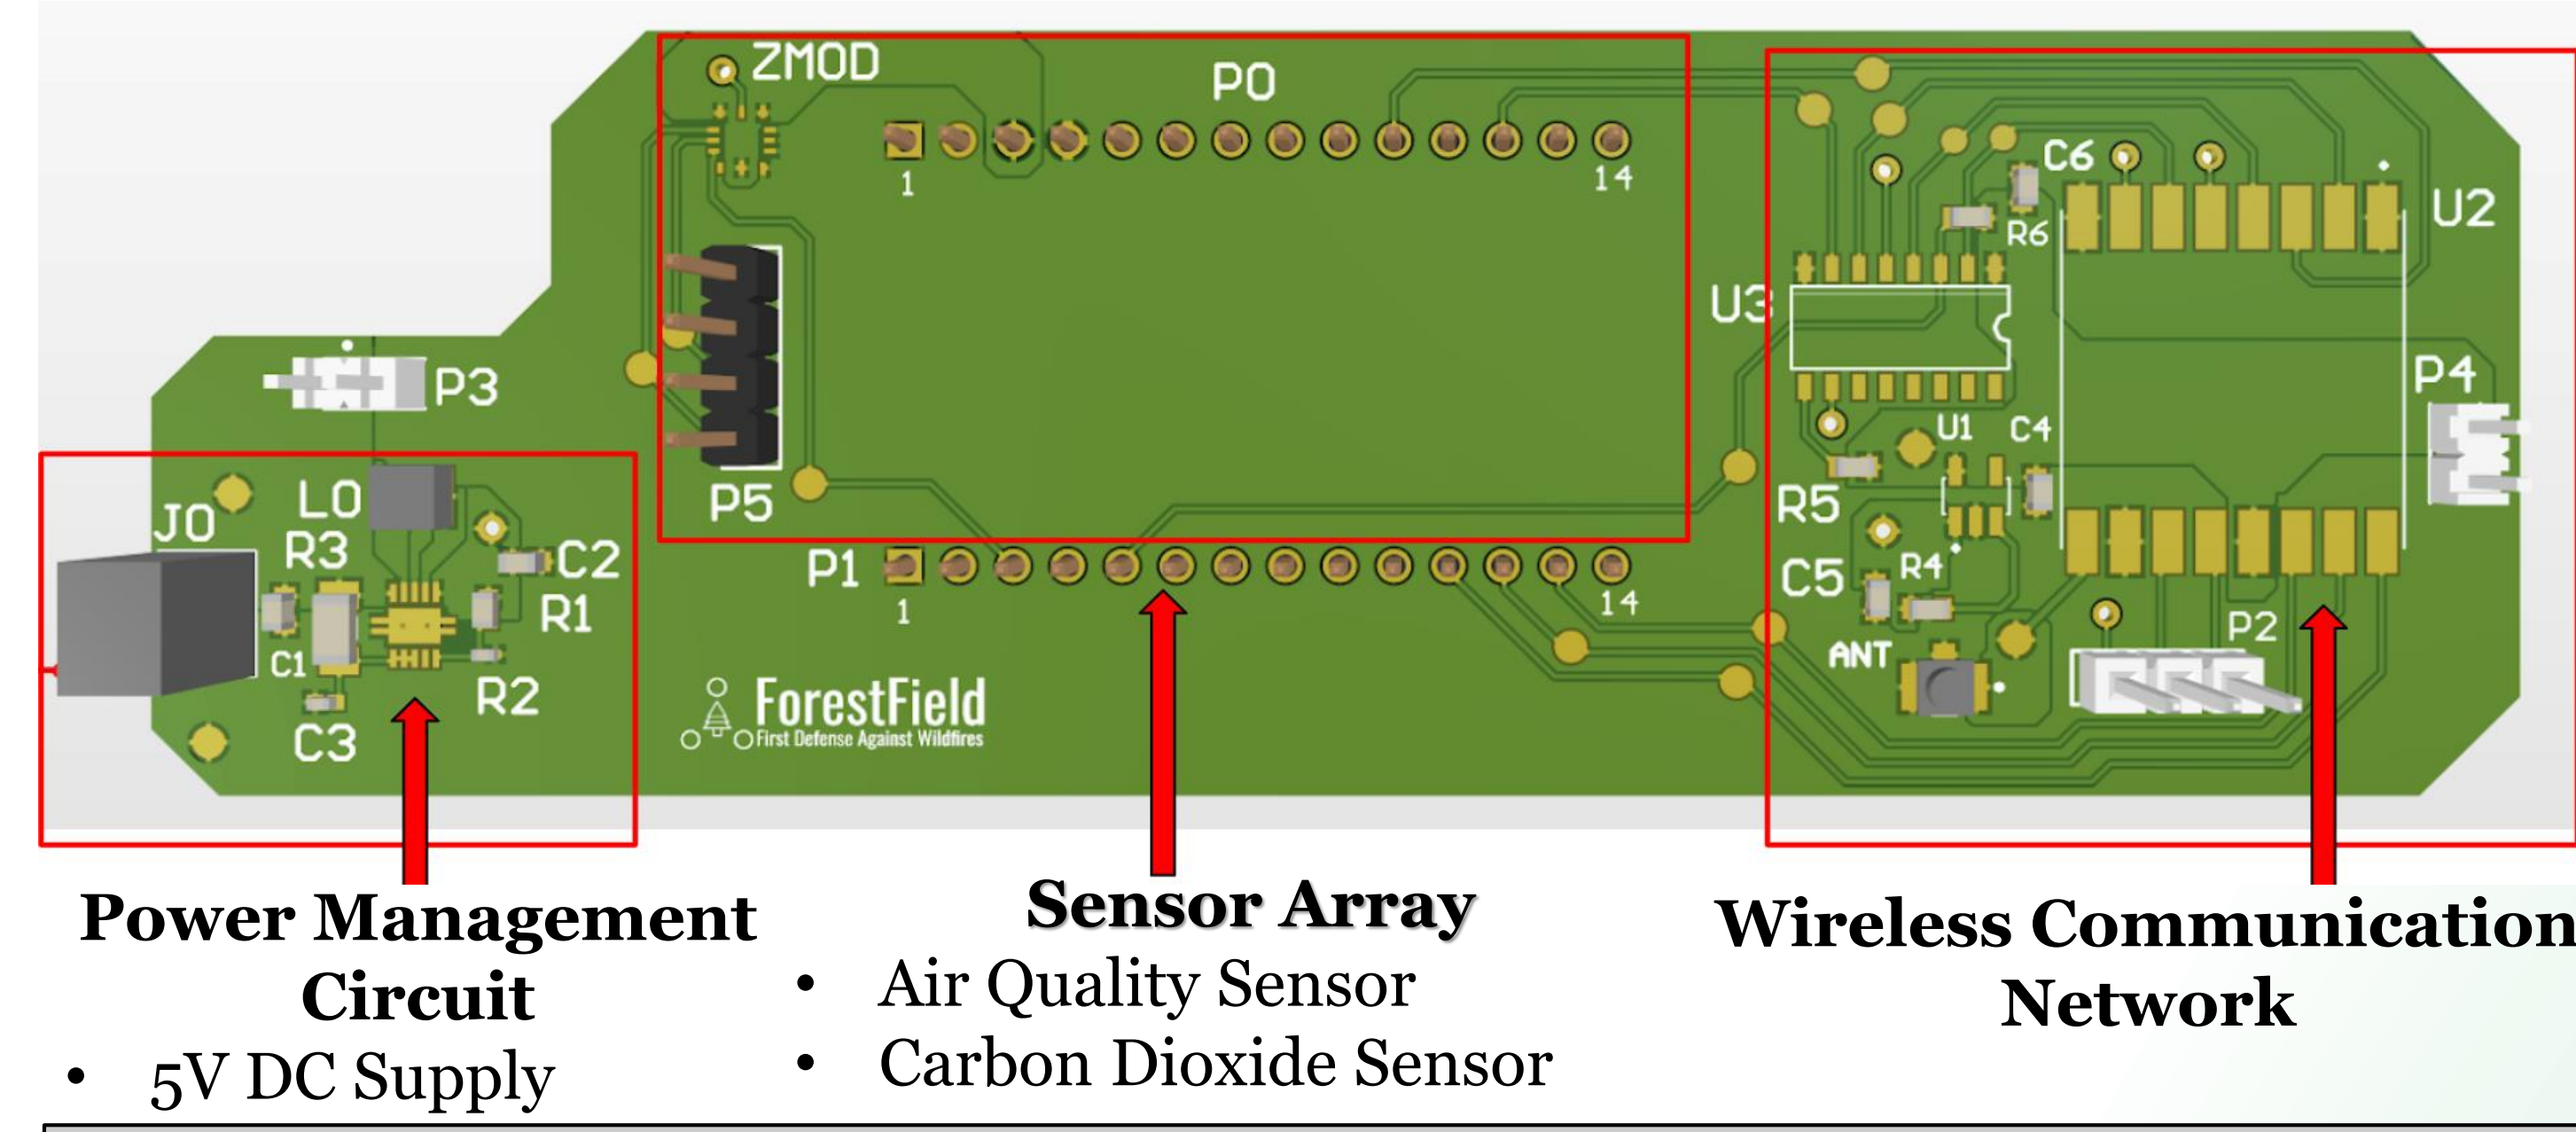 ZMOD
P0
1
14
C6
U2
R6
U3
P3
P4
U1
C4
P5
R5
J0
L0
R3
C2
P1
C5
R4
R1
1
14
P2
C1
ANT
R2
C3
ForestField
First Defense Against Wildfires
Power Management
Circuit
• 5V DC Supply
Sensor Array
• Air Quality Sensor
• Carbon Dioxide Sensor
Wireless Communication
Network